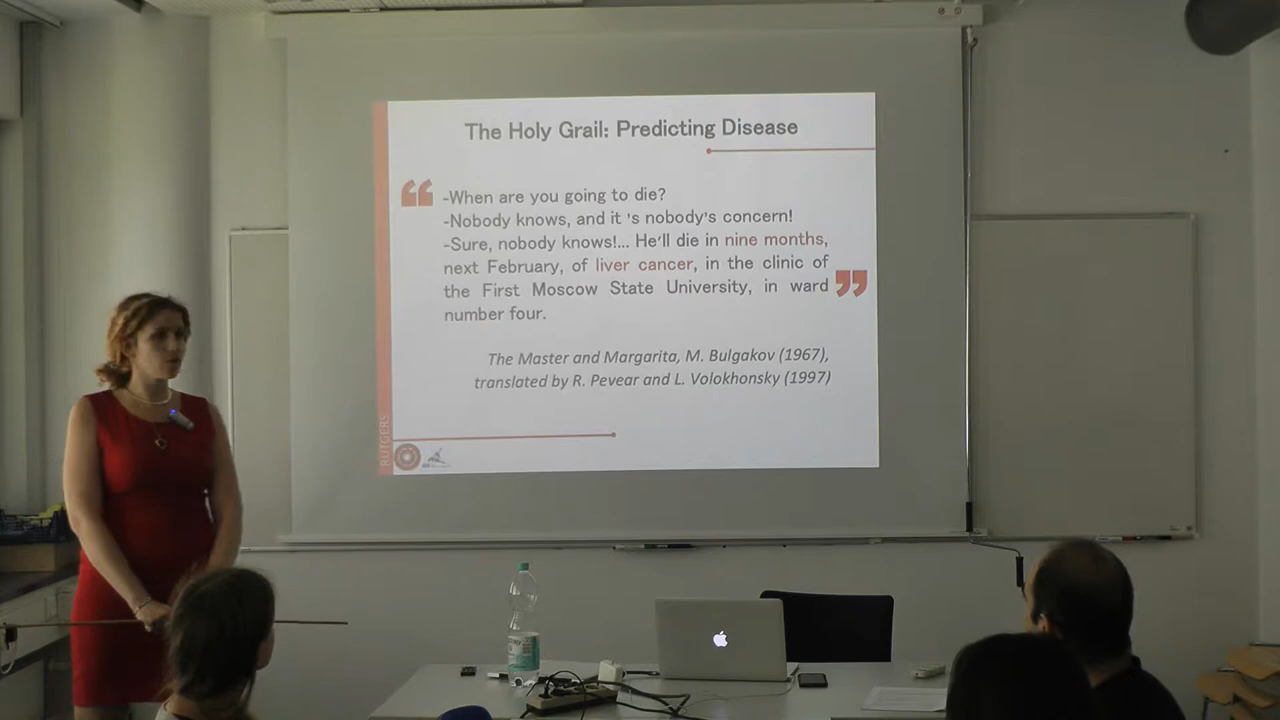 The Holy Grail: Predicting Disease
“
-When are you going to die?
-Nobody knows, and it 's nobody's concern!
-Sure, nobody knows!... He'll die in nine months,
next February, of liver cancer, in the clinic of
the First Moscow State University, in ward
number four.
”
The Master and Margarita, M. Bulgakov (1967),
translated by R. Pevear and L. Volokhonsky (1997)
RUTGERS